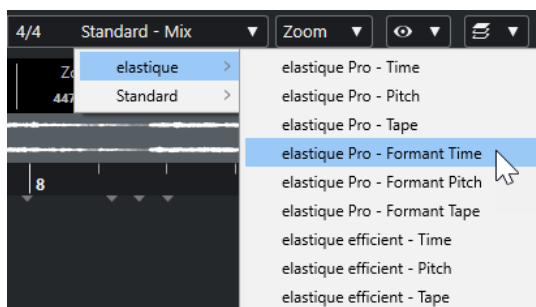 4/4 Standard - Mix Zoom
elastique
Standard
447
8
elastique Pro - Time
elastique Pro - Pitch
elastique Pro - Tape
elastique Pro - Formant Time
elastique Pro - Formant Pitch
elastique Pro - Formant Tape
elastique efficient - Time
elastique efficient - Pitch
elastique efficient - Tape